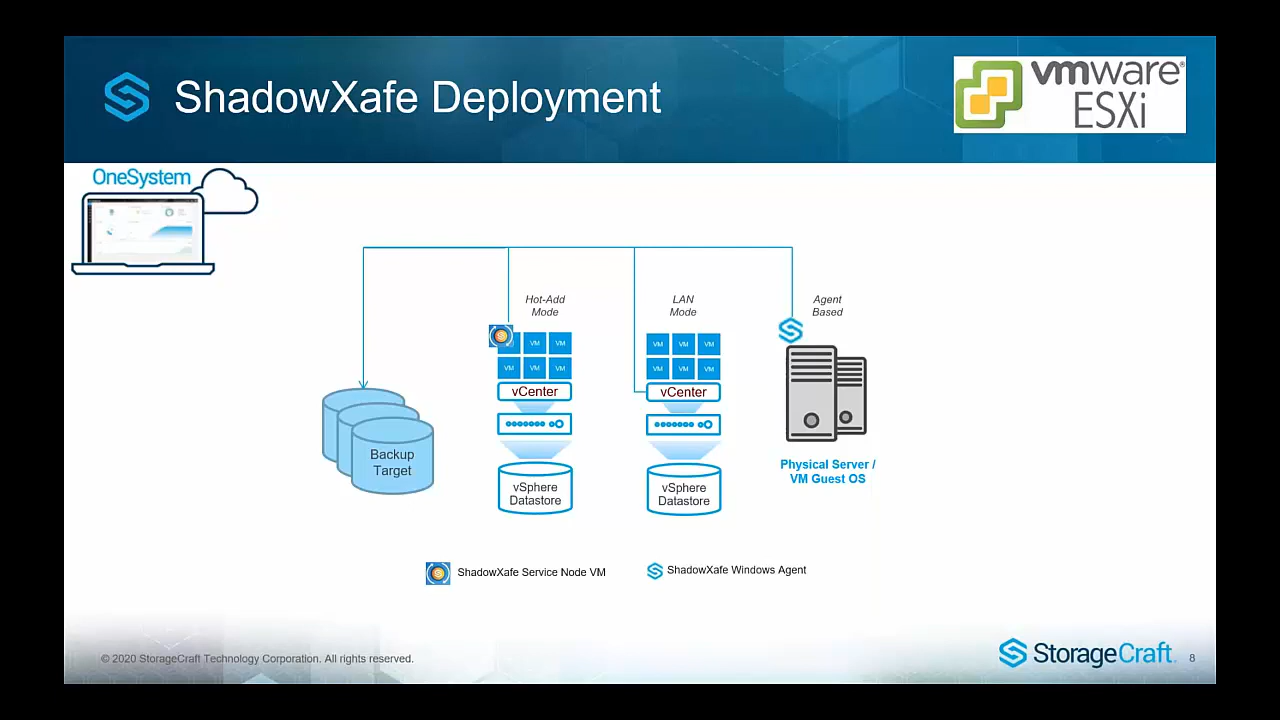 ShadowXafe Deployment
vmware®
ESXi
OneSystem
Hot-Add
Mode
LAN
Mode
Agent
Based
VM VM
VM VM VM
vCenter
vSphere
Datastore
VM VM VM
VM VM VM
vCenter
vSphere
Datastore
Backup
Target
Physical Server /
VM Guest OS
ShadowXafe Service Node VM
ShadowXafe Windows Agent
© 2020 StorageCraft Technology Corporation. All rights reserved.
StorageCraft
8